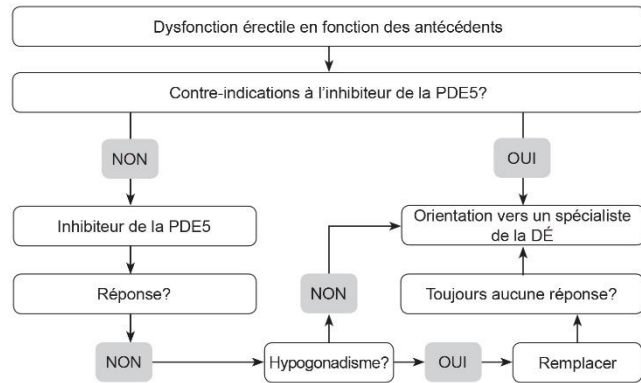 Dysfonction érectile en fonction des antécédents
Contre-indications à l'inhibiteur de la PDE5?
NON
OUI
Inhibiteur de la PDE5
Orientation vers un spécialiste
de la DÉ
Réponse?
NON
Toujours aucune réponse?
NON
Hypogonadisme?
OUI
Remplacer